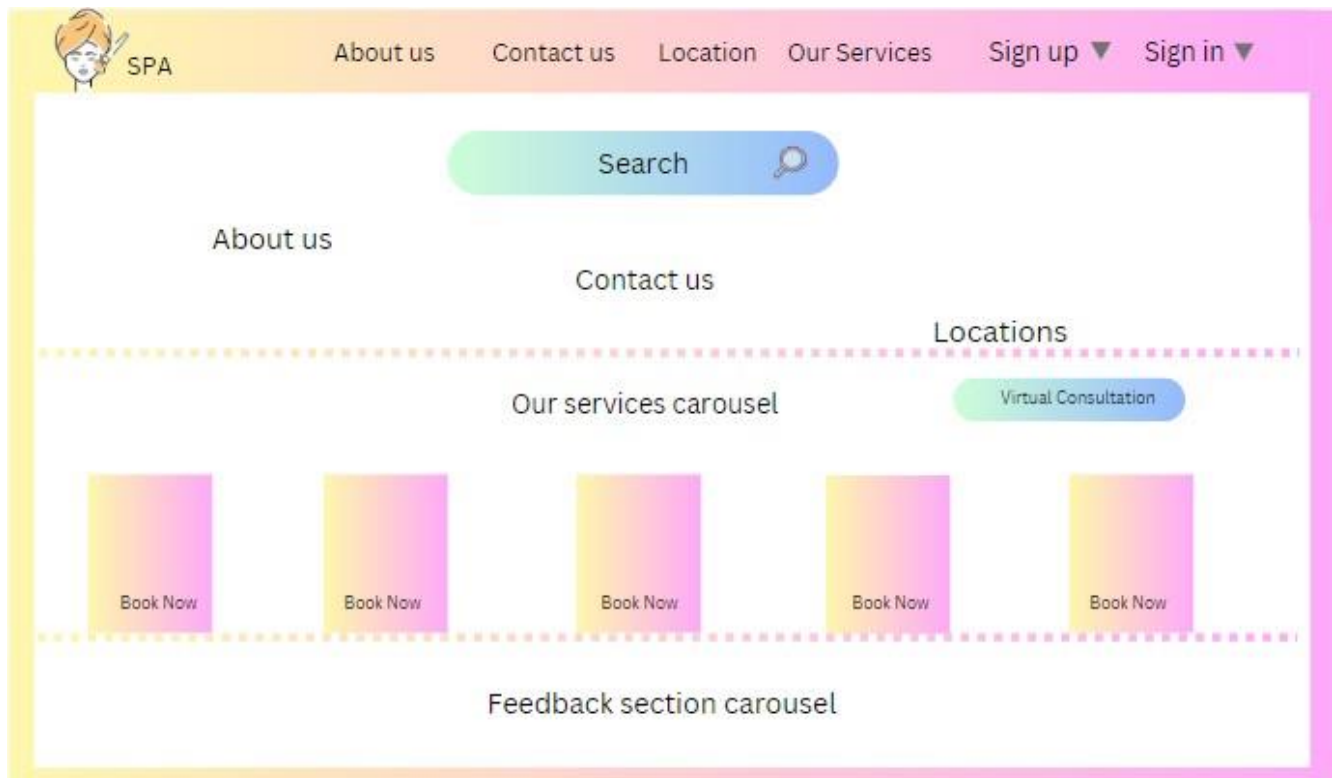 SPA About us Contact us Location Our Services Sign up ▼ Sign in ▼
Search
About us
Contact us
Locations
Our services carousel Virtual Consultation
Book Now Book Now Book Now Book Now Book Now
Feedback section carousel